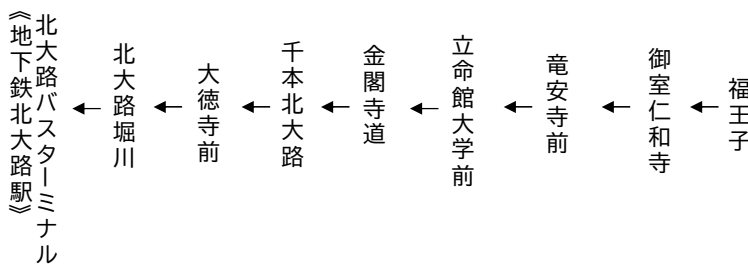 福王子
御室仁和寺
竜安寺前
立命館大学前
金閣寺道
千本北大路
大徳寺前
北大路堀川
北大路バスターミナル
《地下鉄北大路駅》